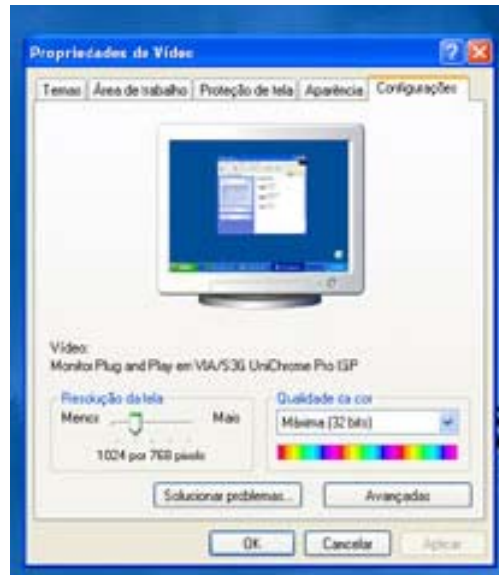 Propriedades de Vídeo
Temas Área de trabalho Proteção de tela Aparência Configurações
Vídeo:
Monitor Plug and Play em VIA/S3G UniChrome Pro IGP
Resolução da tela
Menos Mais
1024 por 768 pixels
Qualidade da cor
Máxima (32 bits)
Solucionar problemas... Avançadas
OK Cancelar Aplicar